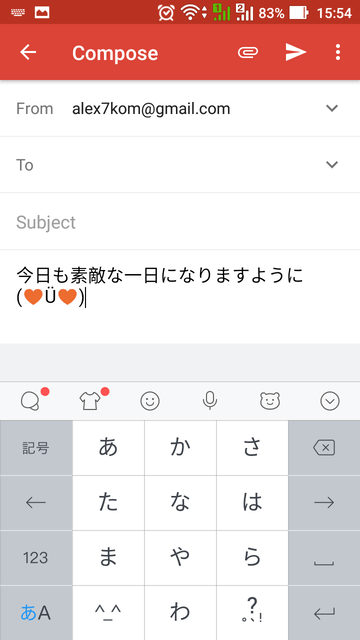 1 2 83% 15:54
Compose
From alex7kom@gmail.com
To
Subject
今日も素敵な一日になりますように
(🧡Ü🧡)
記号 あ か さ
← た な は →
123 ま や ら
あA ^_^ わ ?。、!